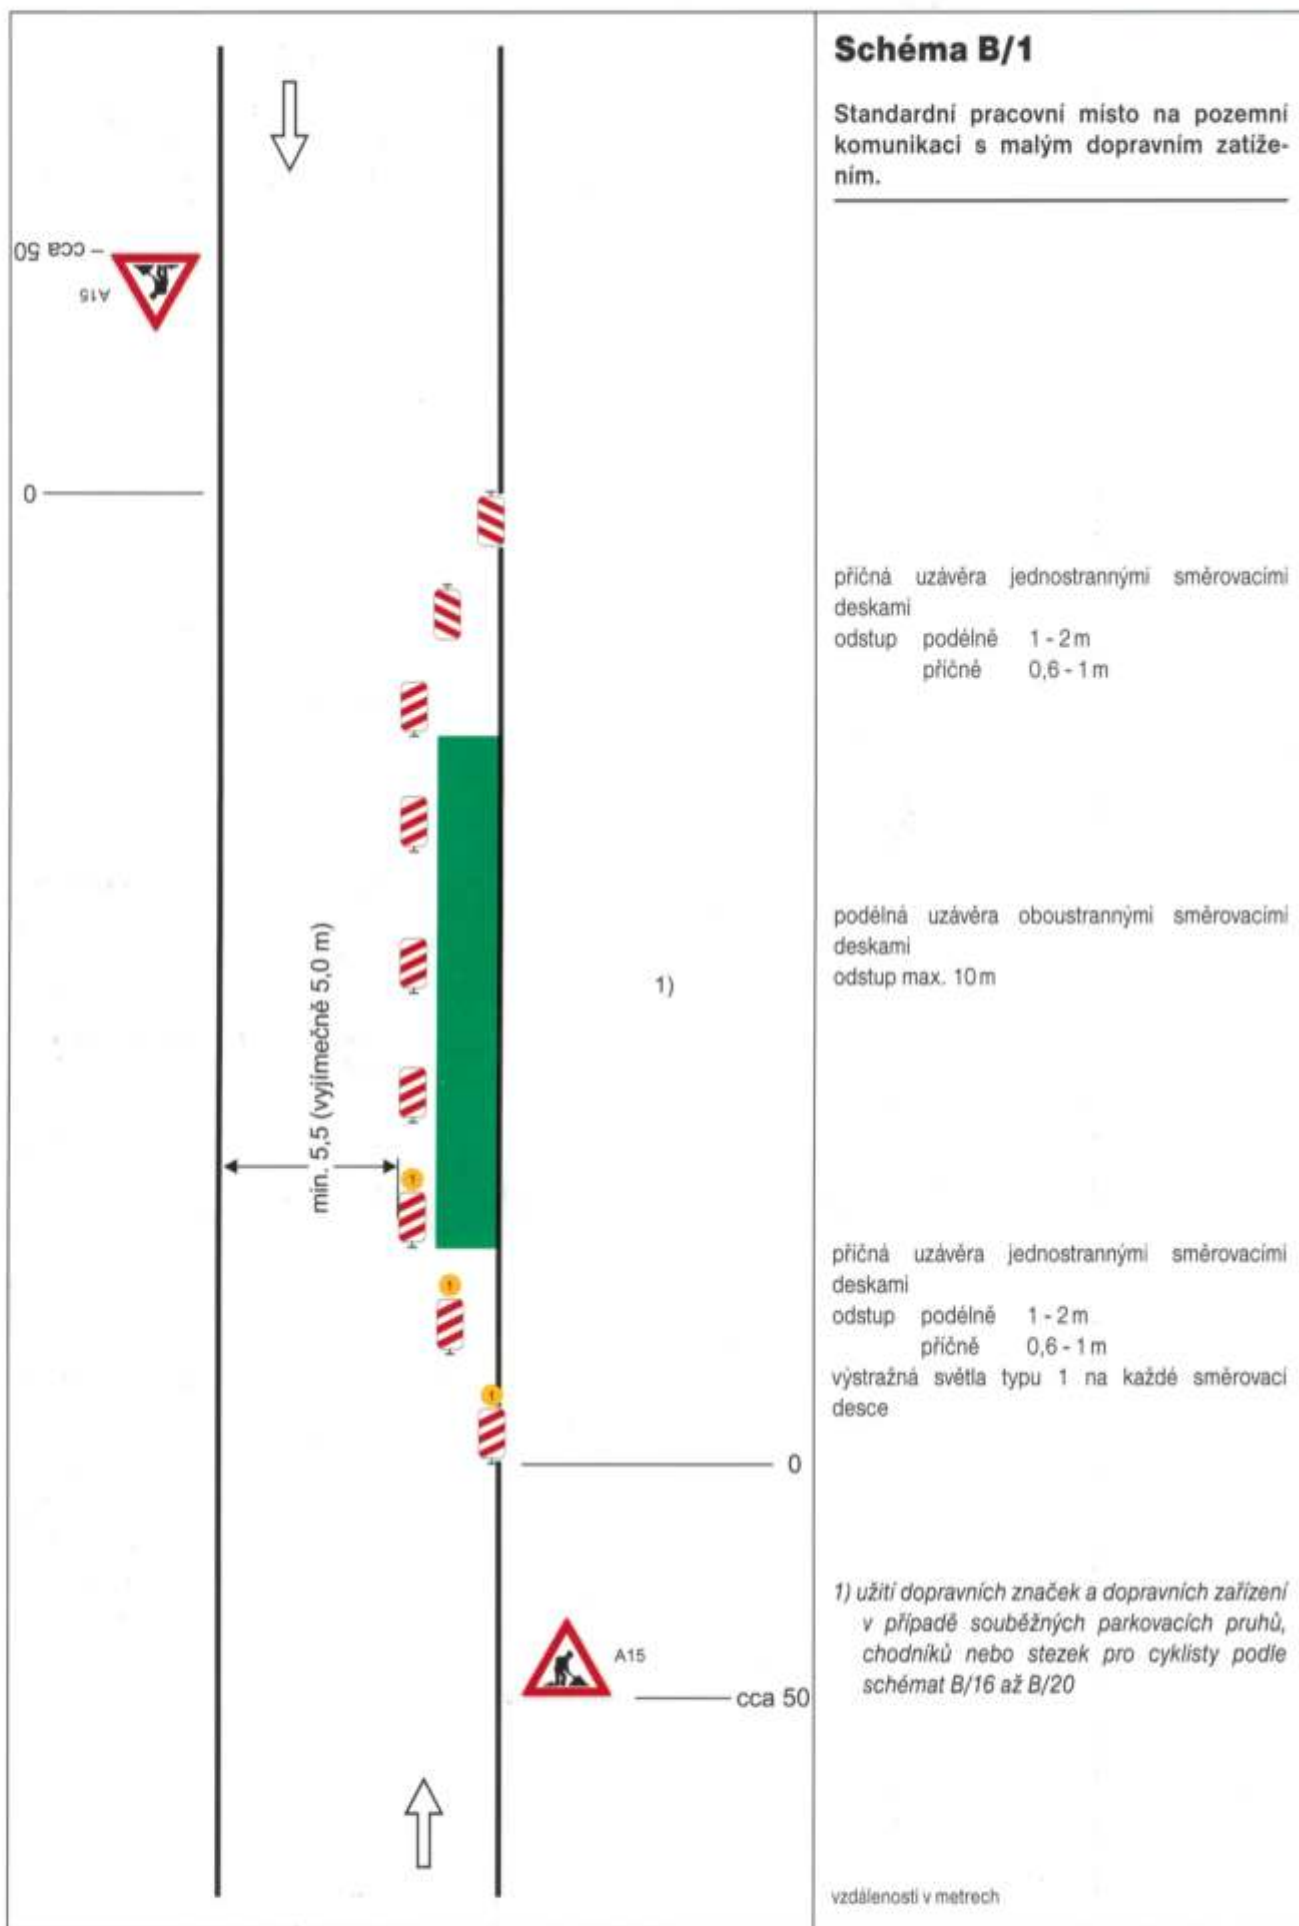 Schéma B/1
Standardní pracovní místo na pozemní
komunikaci s malým dopravním zatíže-
ním.
cca 50
A15
0
příčná uzávěra jednostrannými směrovacími
deskami
odstup podélně 1 - 2 m
příčně 0,6 - 1 m
podélná uzávěra oboustrannými směrovacími
deskami
odstup max. 10 m
1)
min. 5,5 (vyjímečně 5,0 m)
1
1
1
příčná uzávěra jednostrannými směrovacími
deskami
odstup podélně 1 - 2 m
příčně 0,6 - 1 m
výstražná světla typu 1 na každé směrovací
desce
0
1) užití dopravních značek a dopravních zařízení
v případě souběžných parkovacích pruhů,
chodníků nebo stezek pro cyklisty podle
schémat B/16 až B/20
A15
cca 50
vzdálenosti v metrech